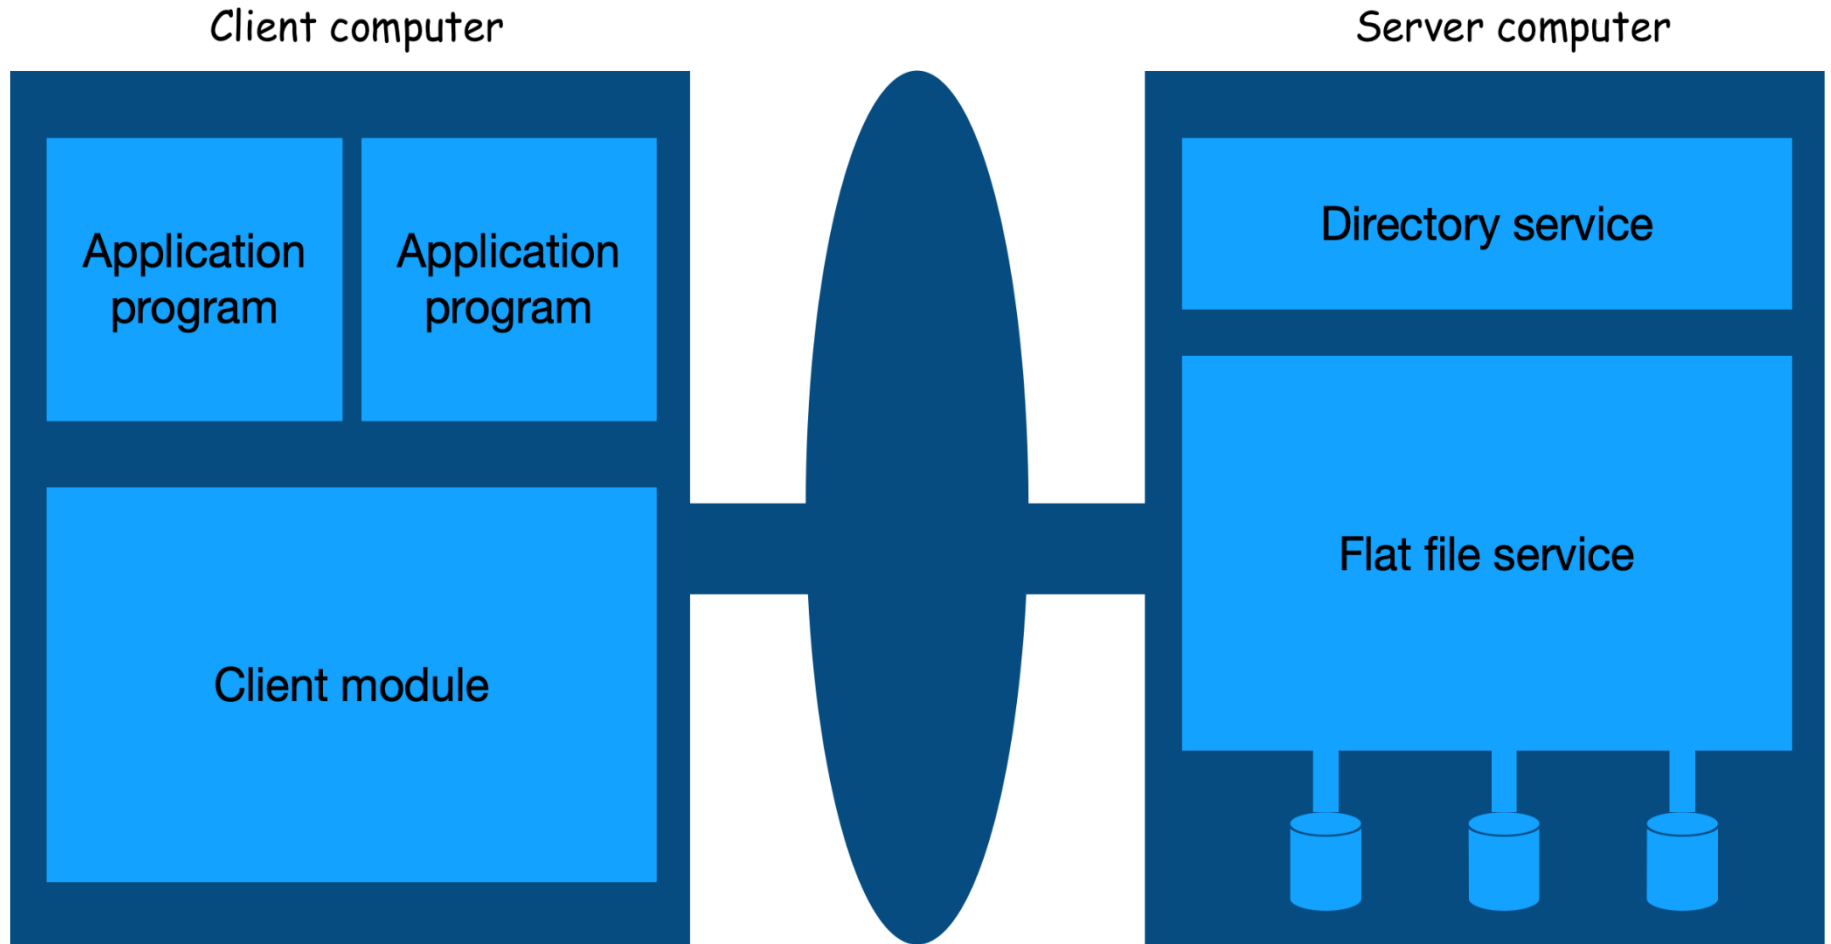 Client computer
Server computer
Application
program
Application
program
Client module
Directory service
Flat file service